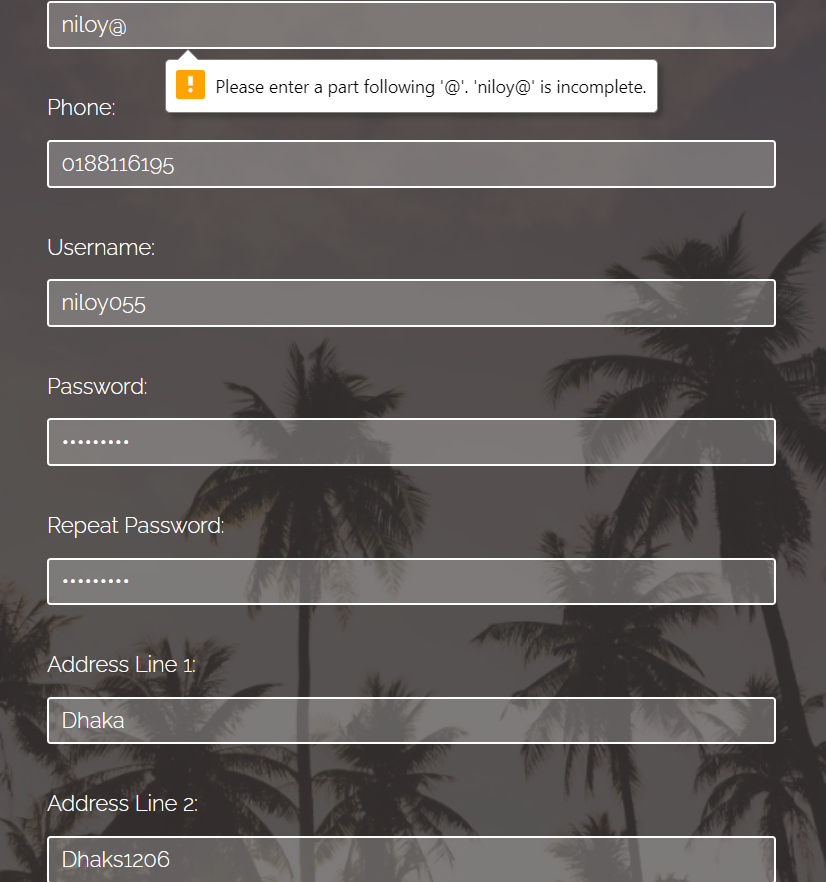 niloy@
Please enter a part following '@'. 'niloy@' is incomplete.
Phone:
0188116195
Username:
niloy055
Password:
•••••••••
Repeat Password:
•••••••••
Address Line 1:
Dhaka
Address Line 2:
Dhaks1206